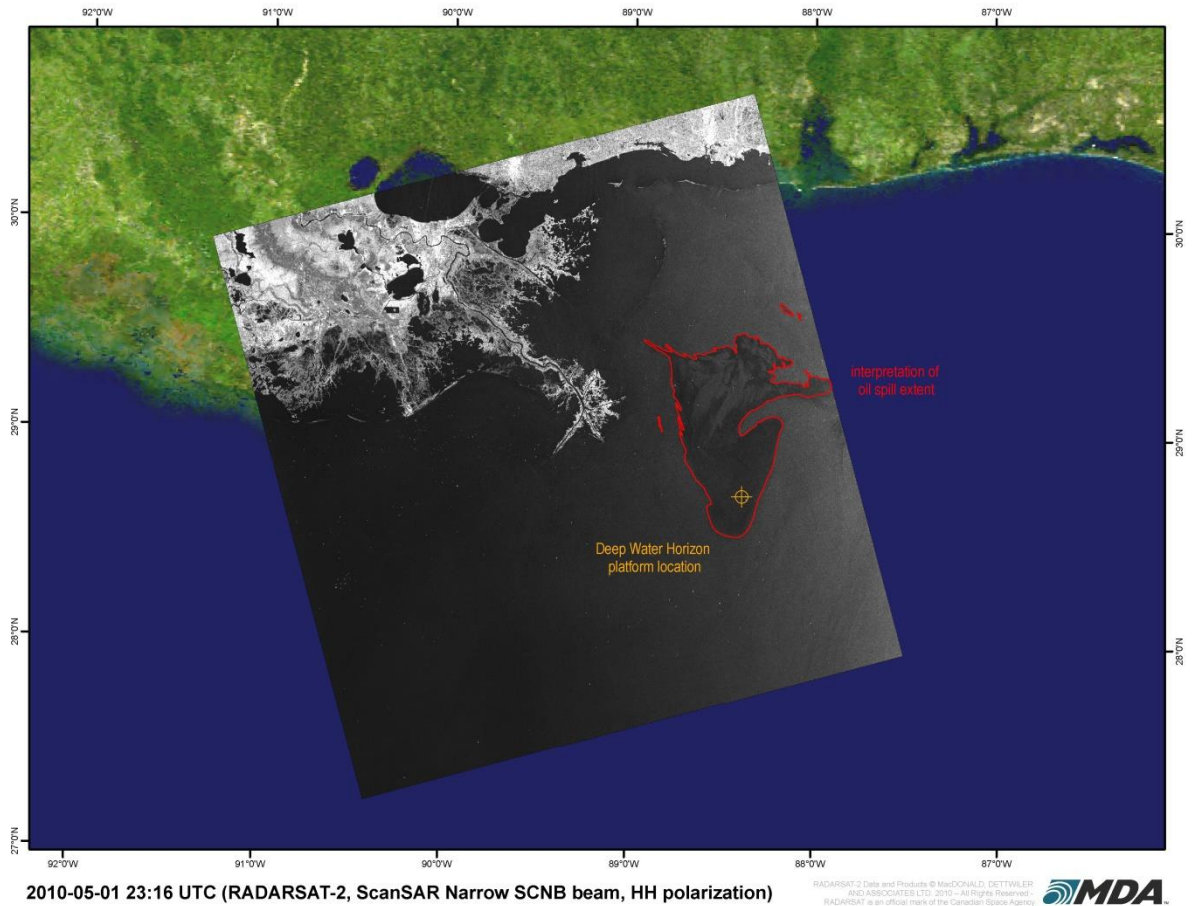 92°0'W 91°0'W 90°0'W 89°0'W 88°0'W 87°0'W
30°0'N 30°0'N
interpretation of
oil spill extent
29°0'N 29°0'N
Deep Water Horizon
platform location
28°0'N 28°0'N
27°0'N
92°0'W 91°0'W 90°0'W 89°0'W 88°0'W 87°0'W
2010-05-01 23:16 UTC (RADARSAT-2, ScanSAR Narrow SCNB beam, HH polarization)
RADARSAT-2 Data and Products © MacDONALD, DETTWILER
AND ASSOCIATES LTD. 2010 – All Rights Reserved -
RADARSAT is an official mark of the Canadian Space Agency
MDA